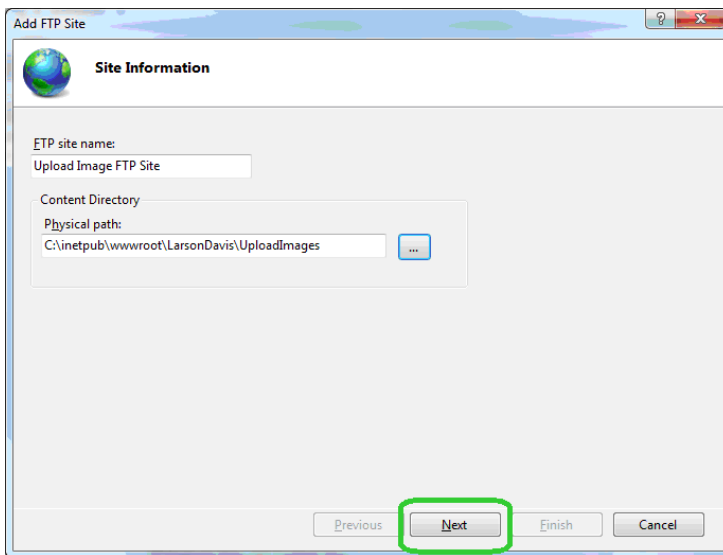 Add FTP Site
Site Information
FTP site name:
Upload Image FTP Site
Content Directory
Physical path:
C:\inetpub\wwwroot\LarsonDavis\UploadImages
...
Previous Next Finish Cancel